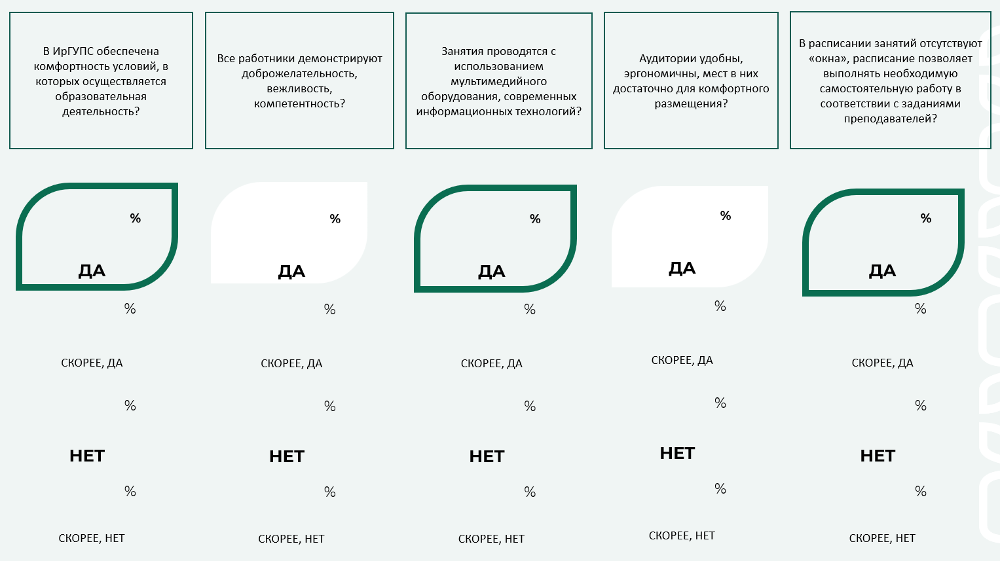 В ИрГУПС обеспечена
комфортность условий, в
которых осуществляется
образовательная
деятельность?
Все работники демонстрируют
доброжелательность,
вежливость,
компетентность?
Занятия проводятся с
использованием
мультимедийного
оборудования, современных
информационных технологий?
Аудитории удобны,
эргономичны, мест в них
достаточно для комфортного
размещения?
В расписании занятий отсутствуют
«окна», расписание позволяет
выполнять необходимую
самостоятельную работу в
соответствии с заданиями
преподавателей?
%
ДА
%
СКОРЕЕ, ДА
%
НЕТ
%
СКОРЕЕ, НЕТ
%
ДА
%
СКОРЕЕ, ДА
%
НЕТ
%
СКОРЕЕ, НЕТ
%
ДА
%
СКОРЕЕ, ДА
%
НЕТ
%
СКОРЕЕ, НЕТ
%
ДА
%
СКОРЕЕ, ДА
%
НЕТ
%
СКОРЕЕ, НЕТ
%
ДА
%
СКОРЕЕ, ДА
%
НЕТ
%
СКОРЕЕ, НЕТ